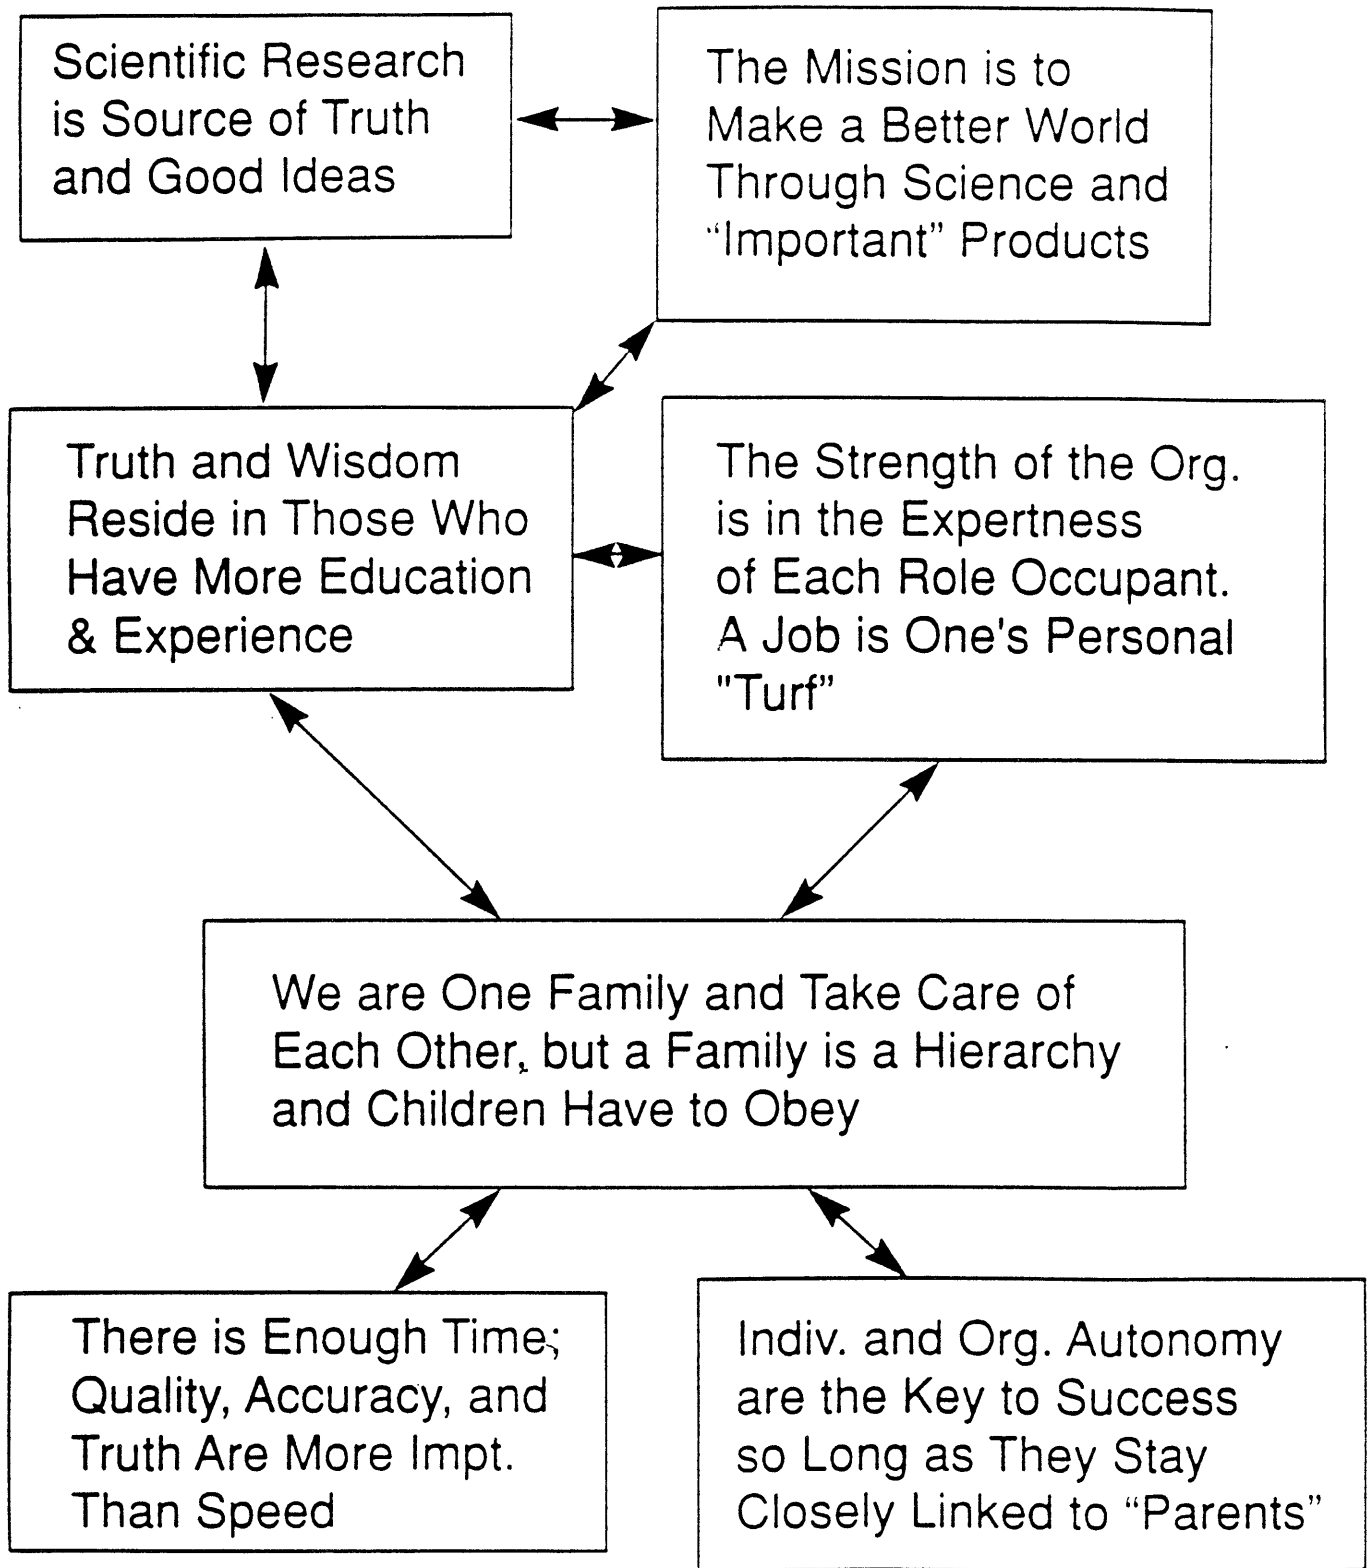 Scientific Research
is Source of Truth
and Good Ideas
The Mission is to
Make a Better World
Through Science and
“Important” Products
Truth and Wisdom
Reside in Those Who
Have More Education
& Experience
The Strength of the Org.
is in the Expertness
of Each Role Occupant.
A Job is One's Personal
"Turf”
We are One Family and Take Care of
Each Other, but a Family is a Hierarchy
and Children Have to Obey
There is Enough Time;
Quality, Accuracy, and
Truth Are More Impt.
Than Speed
Indiv. and Org. Autonomy
are the Key to Success
so Long as They Stay
Closely Linked to “Parents”